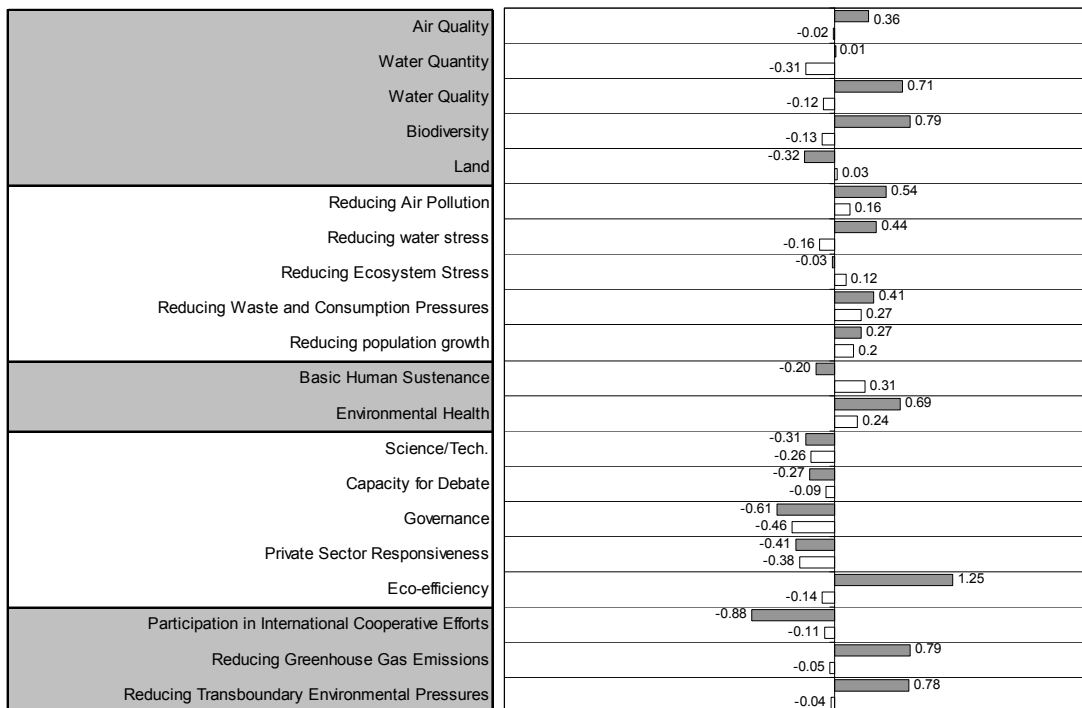 Air Quality
0.36
-0.02
Water Quantity
0.01
-0.31
Water Quality
0.71
-0.12
Biodiversity
0.79
-0.13
Land
-0.32
0.03
Reducing Air Pollution
0.54
0.16
Reducing water stress
0.44
-0.16
Reducing Ecosystem Stress
-0.03
0.12
Reducing Waste and Consumption Pressures
0.41
0.27
Reducing population growth
0.27
0.2
Basic Human Sustenance
-0.20
0.31
Environmental Health
0.69
0.24
Science/Tech.
-0.31
-0.26
Capacity for Debate
-0.27
-0.09
Governance
-0.61
-0.46
Private Sector Responsiveness
-0.41
-0.38
Eco-efficiency
1.25
-0.14
Participation in International Cooperative Efforts
-0.88
-0.11
Reducing Greenhouse Gas Emissions
0.79
-0.05
Reducing Transboundary Environmental Pressures
0.78
-0.04